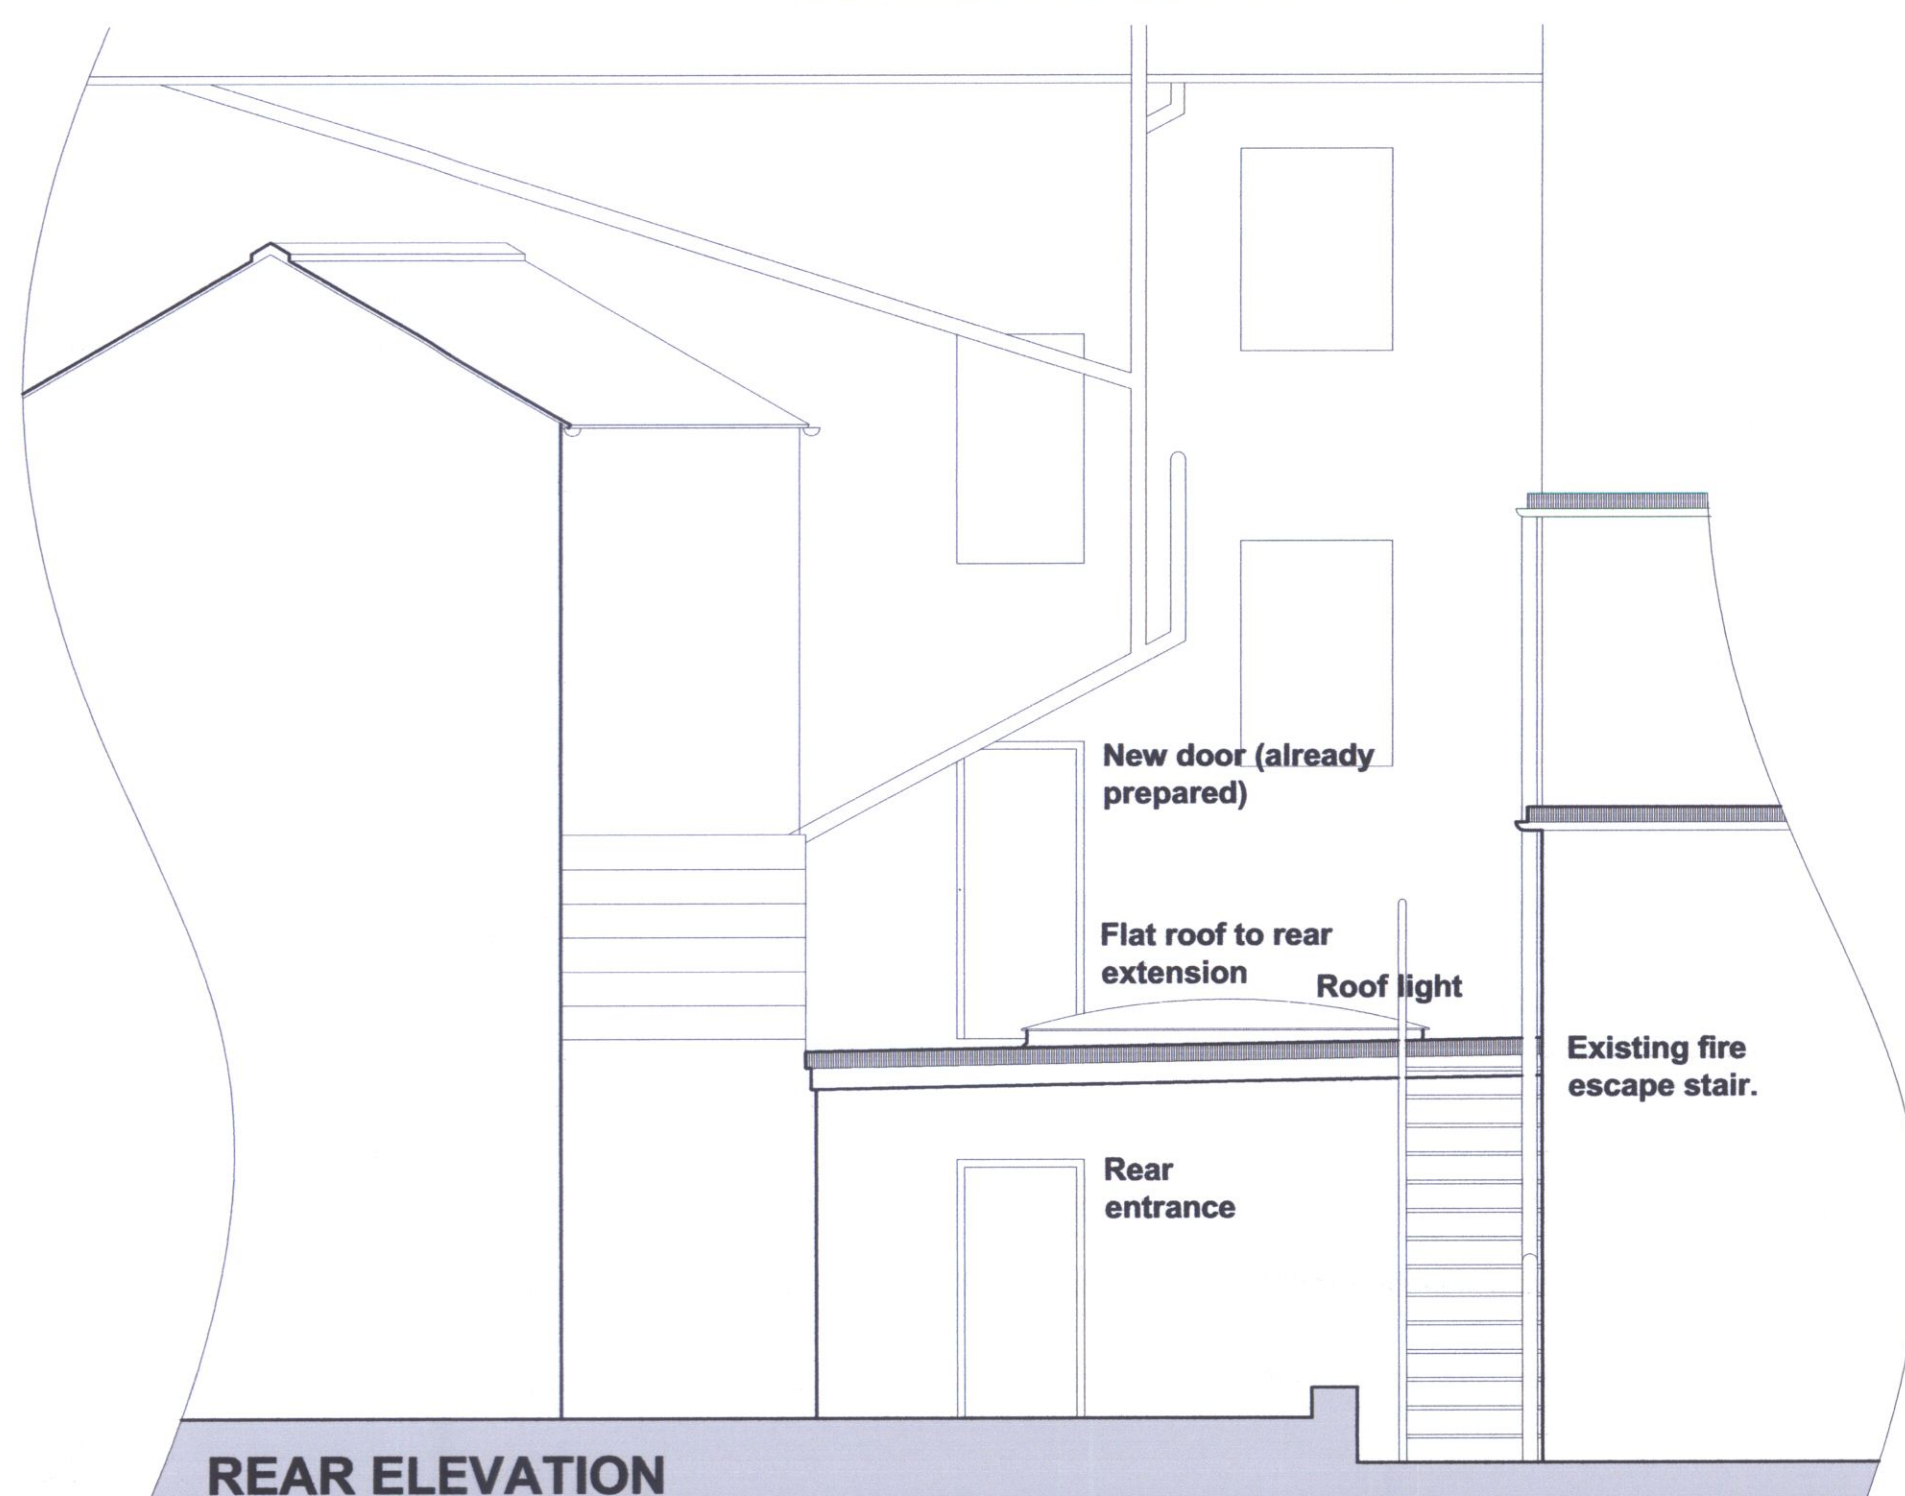 New door (already
prepared)
Flat roof to rear
extension
Roof light
Existing fire
escape stair.
Rear
entrance
REAR ELEVATION